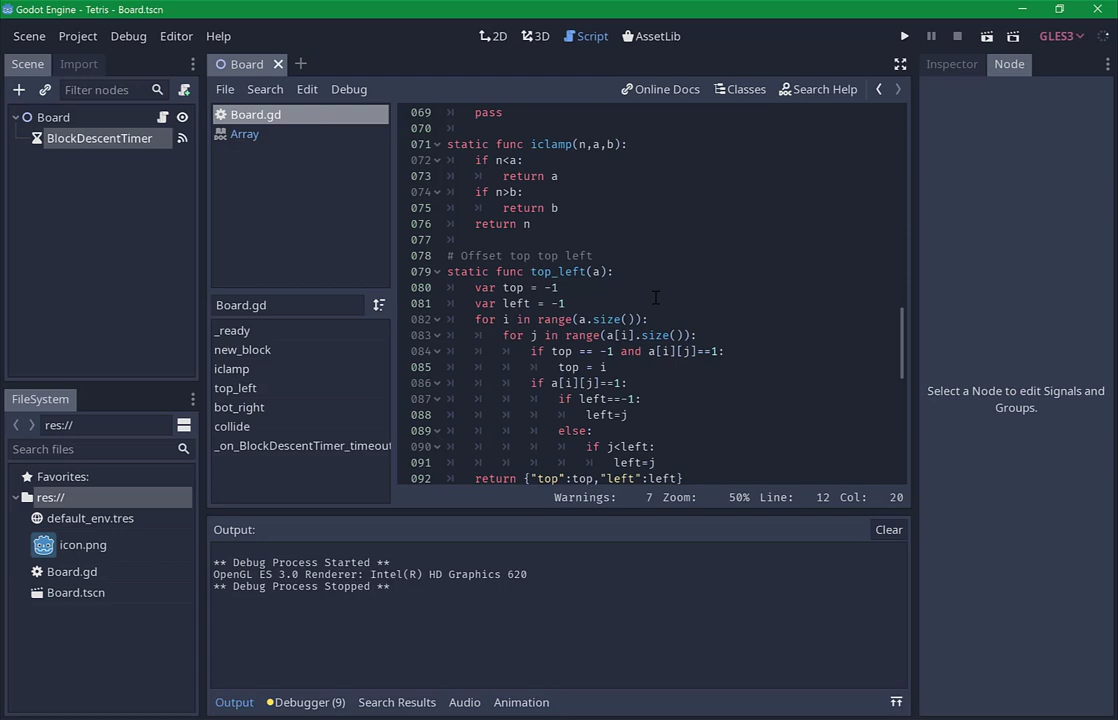 Godot Engine - Tetris - Board.tscn
Scene Project Debug Editor Help
2D 3D Script AssetLib
GLES3
Scene Import
Filter nodes
Board
BlockDescentTimer
FileSystem
res://
Search files
Favorites:
res://
default_env.tres
icon.png
Board.gd
Board.tscn
Board
File Search Edit Debug
Online Docs Classes Search Help
Board.gd
Array
Board.gd
_ready
new_block
iclamp
top_left
bot_right
collide
_on_BlockDescentTimer_timeout
069 pass
070
071 static func iclamp(n,a,b):
072 if n<a:
073 return a
074 if n>b:
075 return b
076 return n
077
078 # Offset top top left
079 static func top_left(a):
080 var top = -1
081 var left = -1
082 for i in range(a.size()):
083 for j in range(a[i].size()):
084 if top == -1 and a[i][j]==1:
085 top = i
086 if a[i][j]==1:
087 if left==-1:
088 left=j
089 else:
090 if j<left:
091 left=j
092 return {"top":top,"left":left}
Warnings: 7 Zoom: 50% Line: 12 Col: 20
Output:
Clear
** Debug Process Started **
OpenGL ES 3.0 Renderer: Intel(R) HD Graphics 620
** Debug Process Stopped **
Output Debugger (9) Search Results Audio Animation
Inspector Node
Select a Node to edit Signals and
Groups.